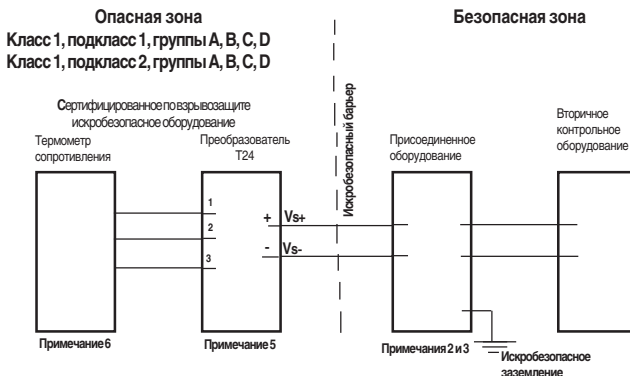 Опасная зона
Класс 1, подкласс 1, группы A, B, C, D
Класс 1, подкласс 2, группы A, B, C, D
Безопасная зона
Сертифицированное по взрывозащите
искробезопасное оборудование
Термометр
сопротивления
Преобразователь
T24
Искробезопасный барьер
Присоединенное
оборудование
Вторичное
контрольное
оборудование
1
2
3
+ Vs+
- Vs-
Примечание 6
Примечание 5
Примечания 2 и 3
Искробезопасное
заземление